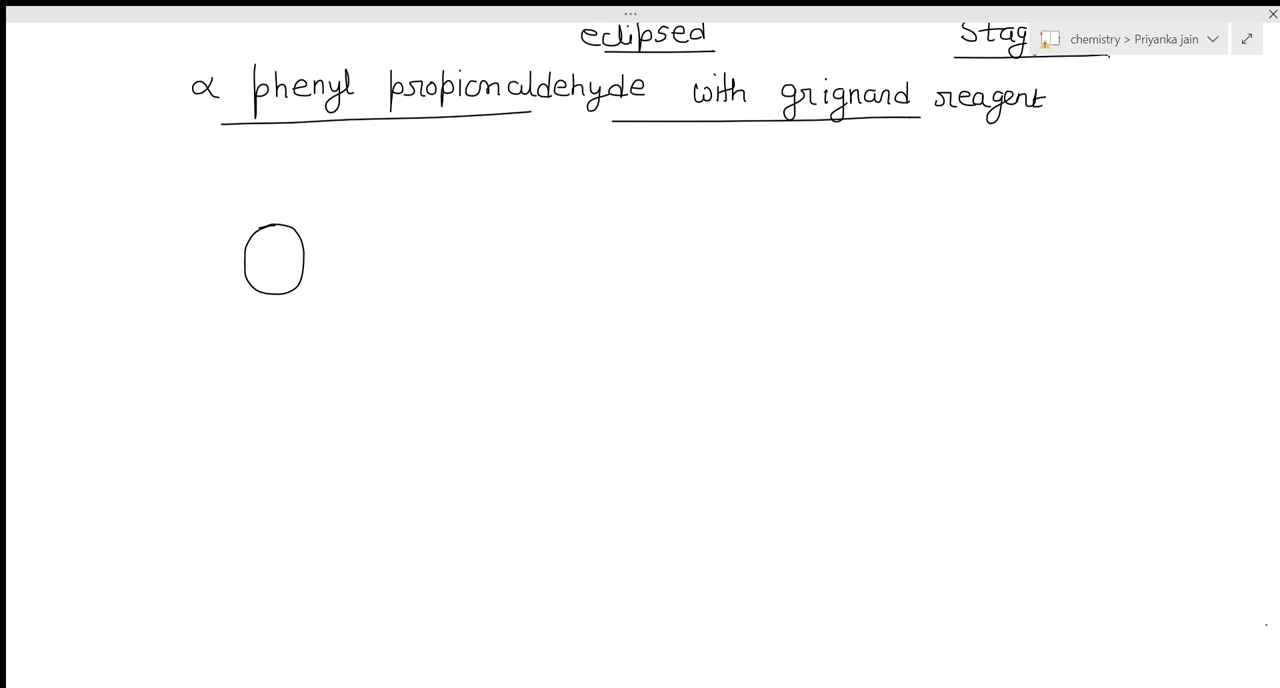 eclipsed Stag
chemistry > Priyanka jain
α phenyl propionaldehyde with grignard reagent